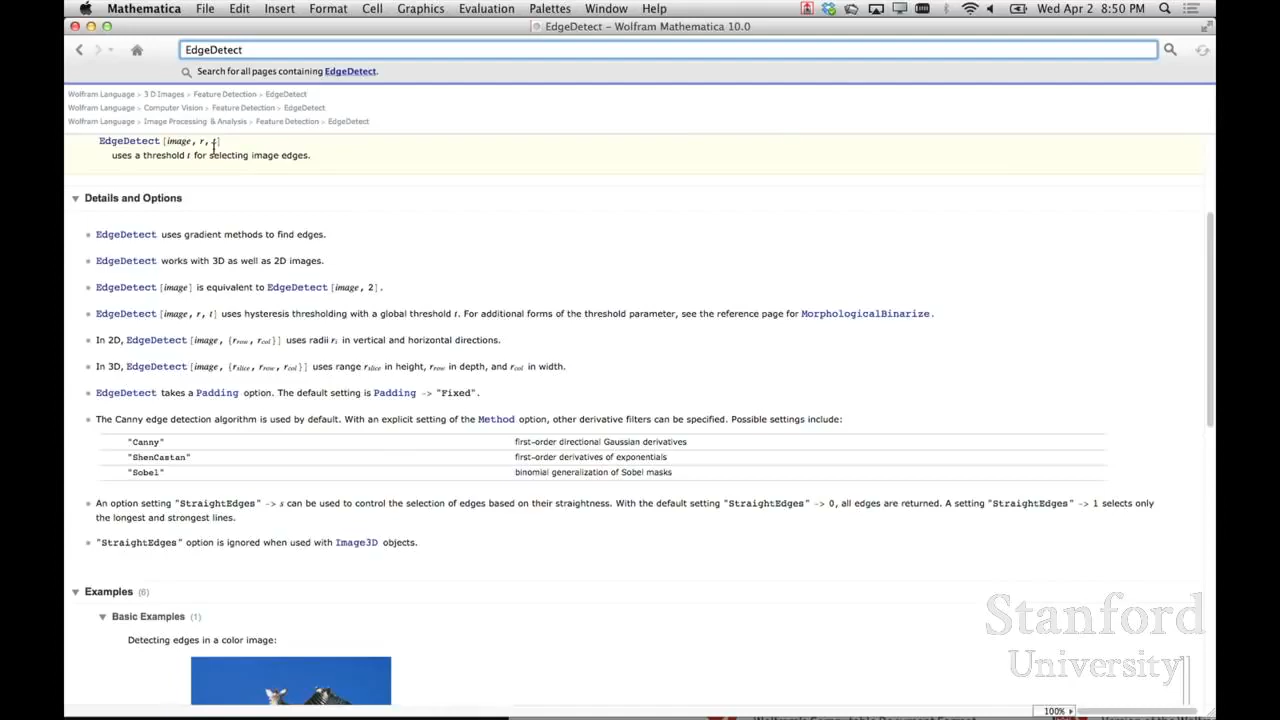 Mathematica File Edit Insert Format Cell Graphics Evaluation Palettes Window Help Wed Apr 2 8:50 PM
EdgeDetect – Wolfram Mathematica 10.0
EdgeDetect
Search for all pages containing EdgeDetect.
Wolfram Language > 3 D Images > Feature Detection > EdgeDetect
Wolfram Language > Computer Vision > Feature Detection > EdgeDetect
Wolfram Language > Image Processing & Analysis > Feature Detection > EdgeDetect
EdgeDetect [image, r, t]
uses a threshold t for selecting image edges.
Details and Options
EdgeDetect uses gradient methods to find edges.
EdgeDetect works with 3D as well as 2D images.
EdgeDetect [image] is equivalent to EdgeDetect [image, 2].
EdgeDetect [image, r, t] uses hysteresis thresholding with a global threshold t. For additional forms of the threshold parameter, see the reference page for MorphologicalBinarize.
In 2D, EdgeDetect [image, {r_row, r_col}] uses radii r_i in vertical and horizontal directions.
In 3D, EdgeDetect [image, {r_slice, r_row, r_col}] uses range r_slice in height, r_row in depth, and r_col in width.
EdgeDetect takes a Padding option. The default setting is Padding -> "Fixed".
The Canny edge detection algorithm is used by default. With an explicit setting of the Method option, other derivative filters can be specified. Possible settings include:
"Canny" first-order directional Gaussian derivatives
"ShenCastan" first-order derivatives of exponentials
"Sobel" binomial generalization of Sobel masks
An option setting "StraightEdges" -> s can be used to control the selection of edges based on their straightness. With the default setting "StraightEdges" -> 0, all edges are returned. A setting "StraightEdges" -> 1 selects only
the longest and strongest lines.
"StraightEdges" option is ignored when used with Image3D objects.
Examples (6)
Basic Examples (1)
Detecting edges in a color image:
Stanford
University
100%